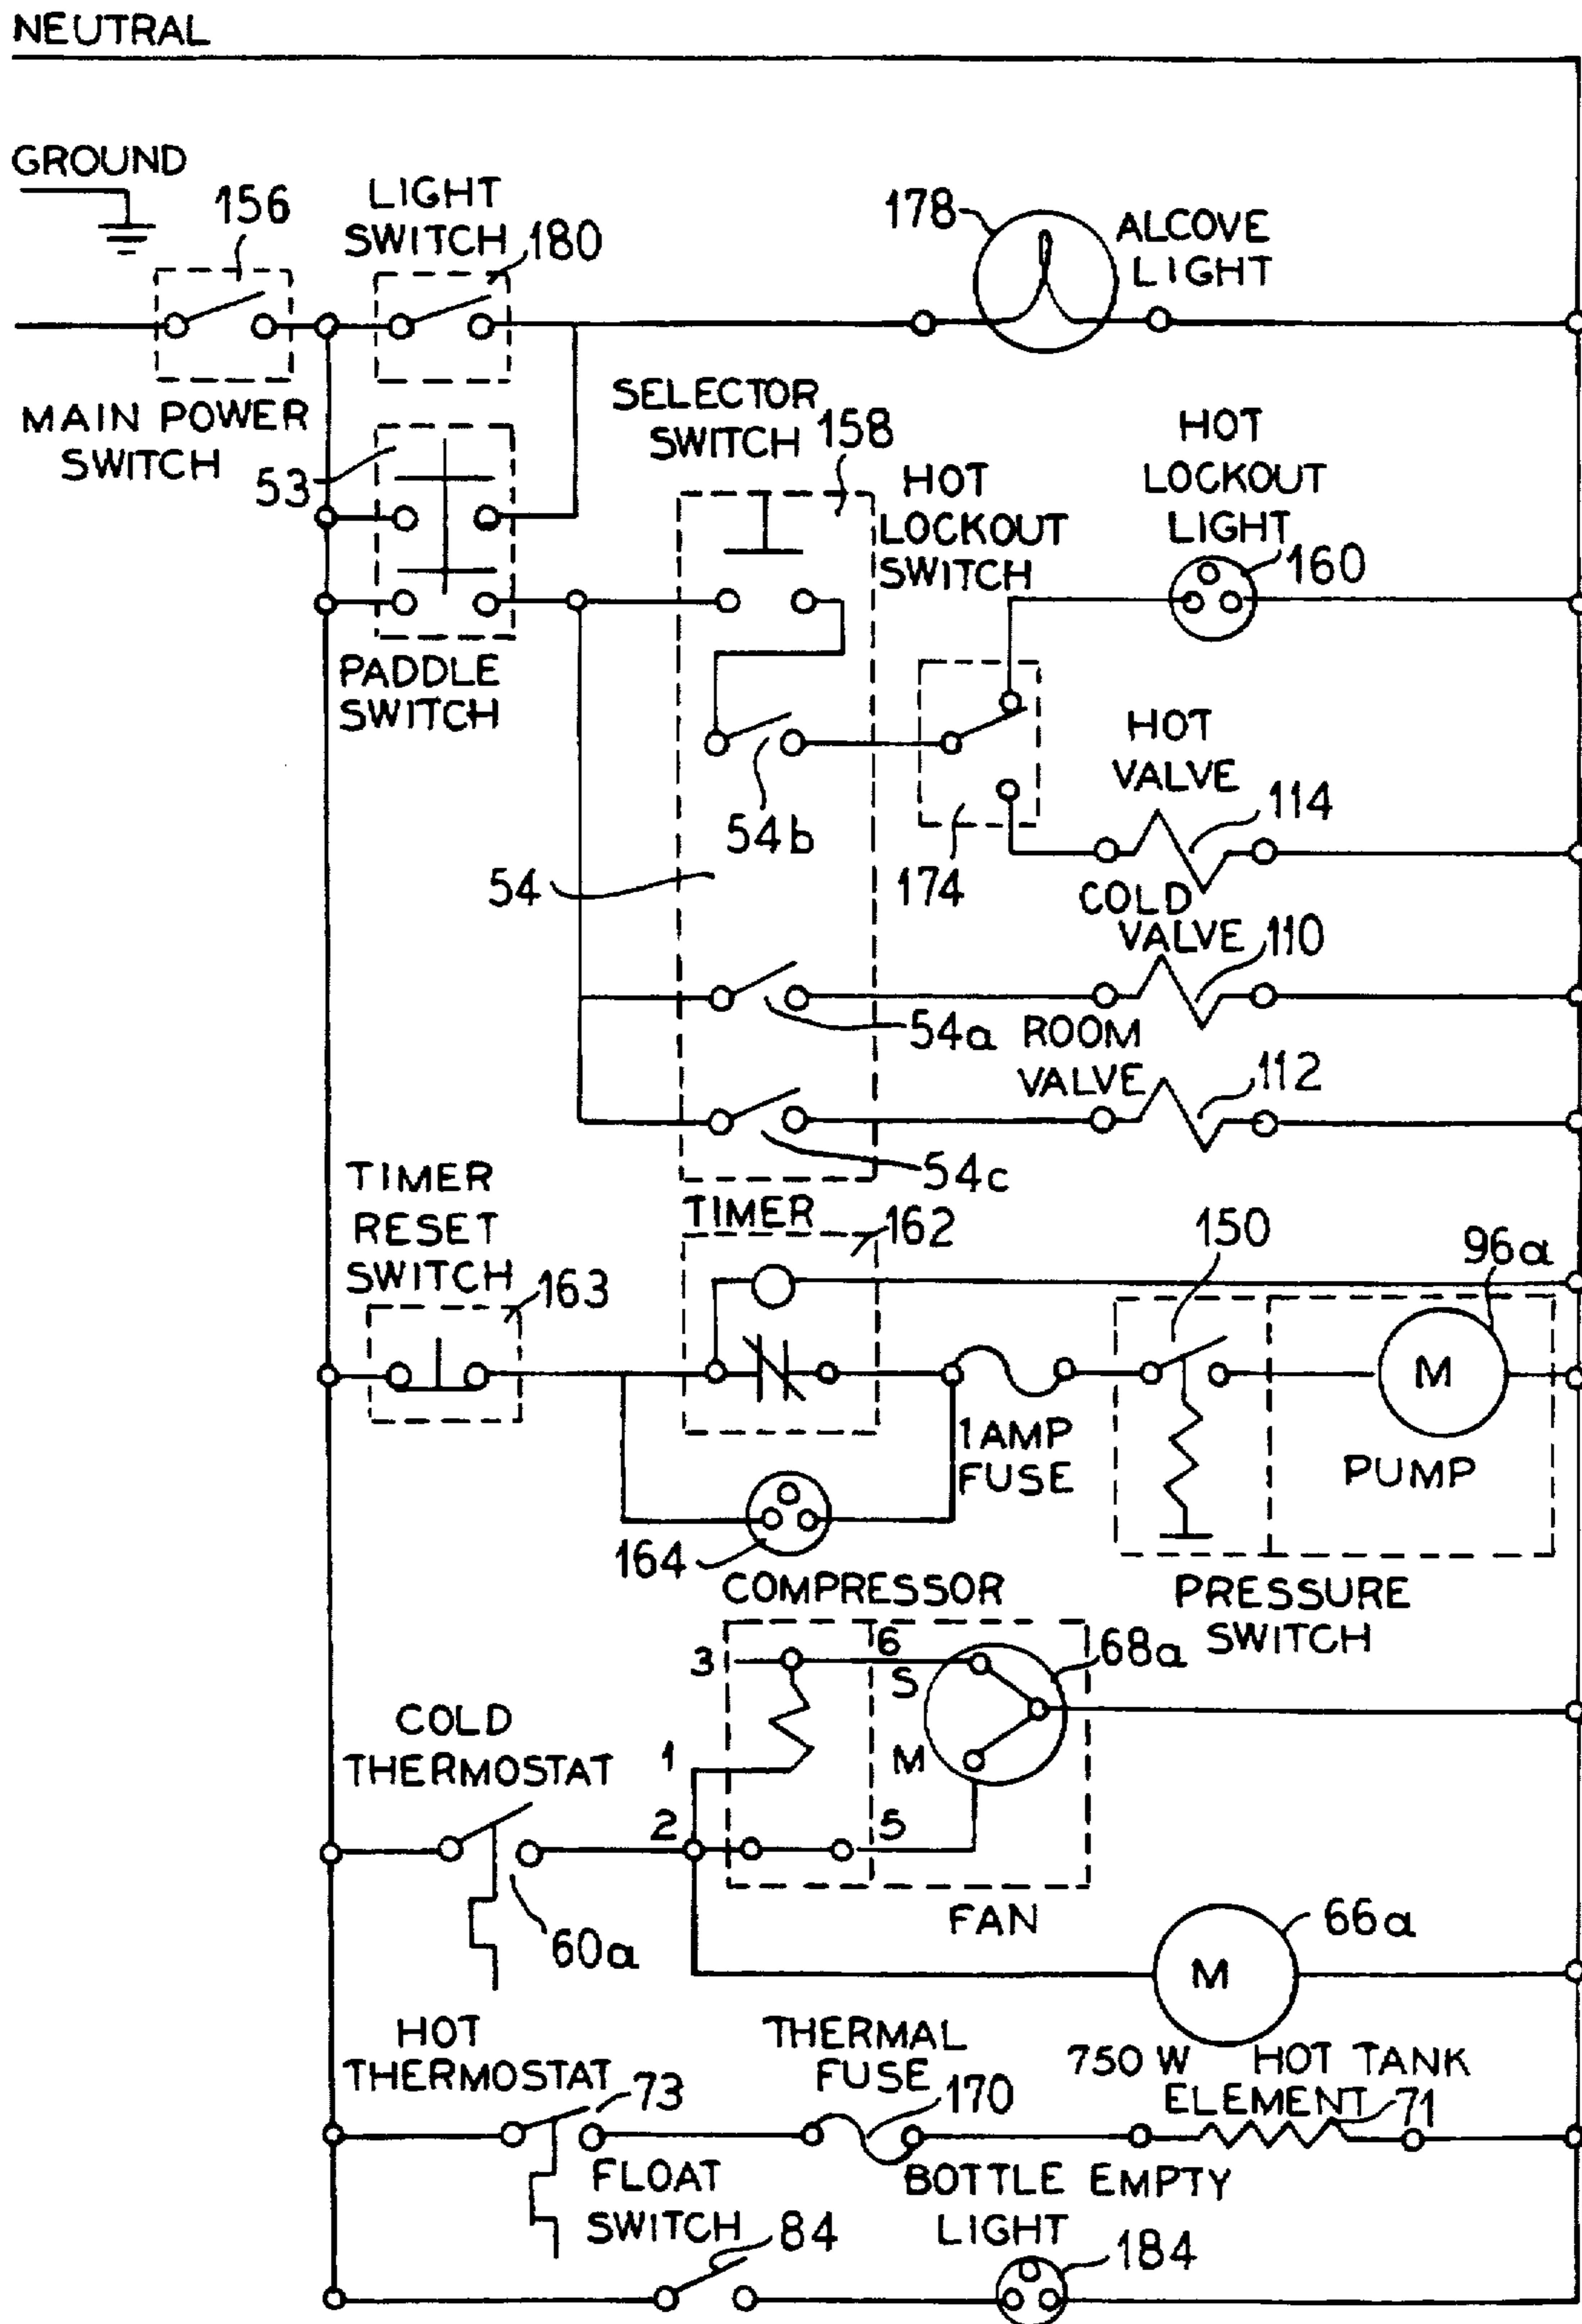 NEUTRAL
GROUND
156
LIGHT
SWITCH
180
178
ALCOVE
LIGHT
MAIN POWER
SWITCH
53
PADDLE
SWITCH
SELECTOR
SWITCH
158
HOT
LOCKOUT
SWITCH
HOT
LOCKOUT
LIGHT
160
54b
54
174
HOT
VALVE
114
COLD
VALVE
110
54a
ROOM
VALVE
112
54c
TIMER
RESET
SWITCH
163
TIMER
162
150
96a
M
1 AMP
FUSE
PUMP
164
PRESSURE
SWITCH
COMPRESSOR
3
6
S
68a
COLD
THERMOSTAT
1
M
2
5
60a
FAN
66a
M
HOT
THERMOSTAT
73
THERMAL
FUSE
170
750 W HOT TANK
ELEMENT
71
FLOAT
SWITCH
84
BOTTLE EMPTY
LIGHT
184